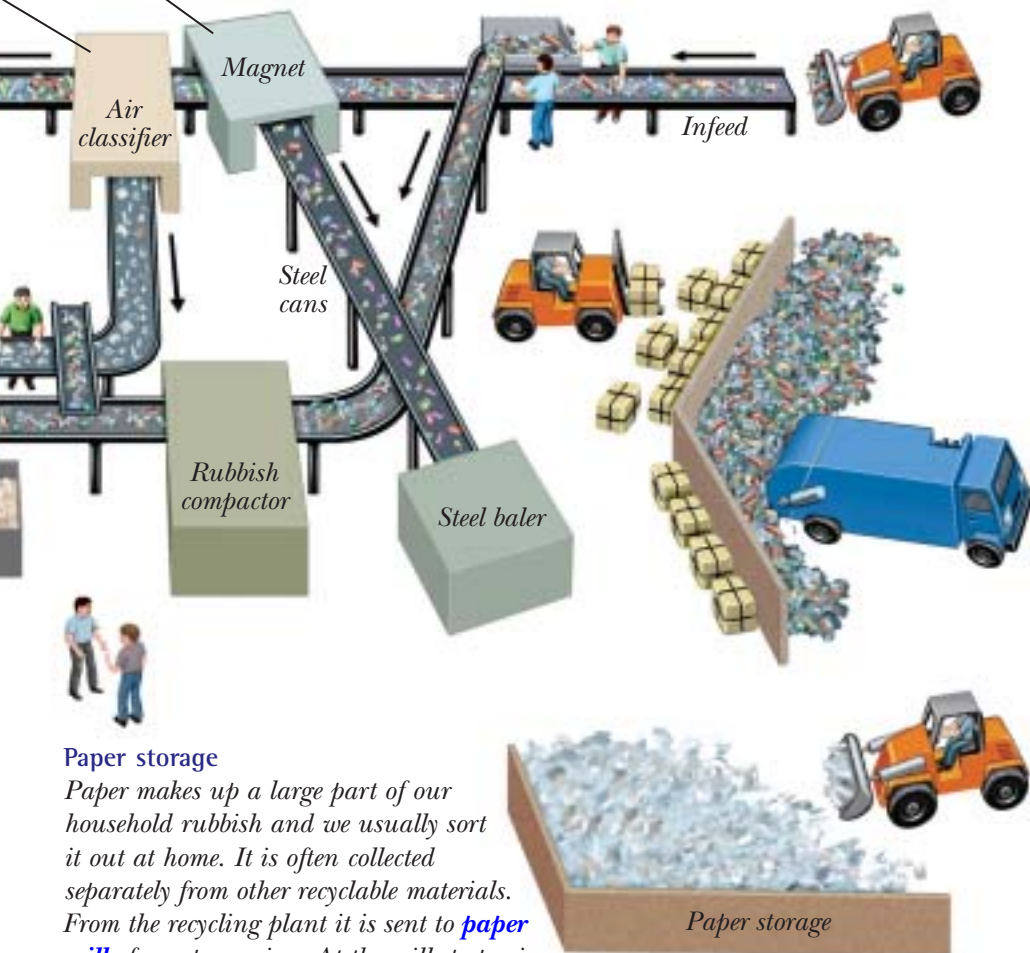 Magnet
Air
classifier
Infeed
Steel
cans
Rubbish
compactor
Steel baler
Paper storage
Paper makes up a large part of our
household rubbish and we usually sort
it out at home. It is often collected
separately from other recyclable materials.
From the recycling plant it is sent to paper
Paper storage